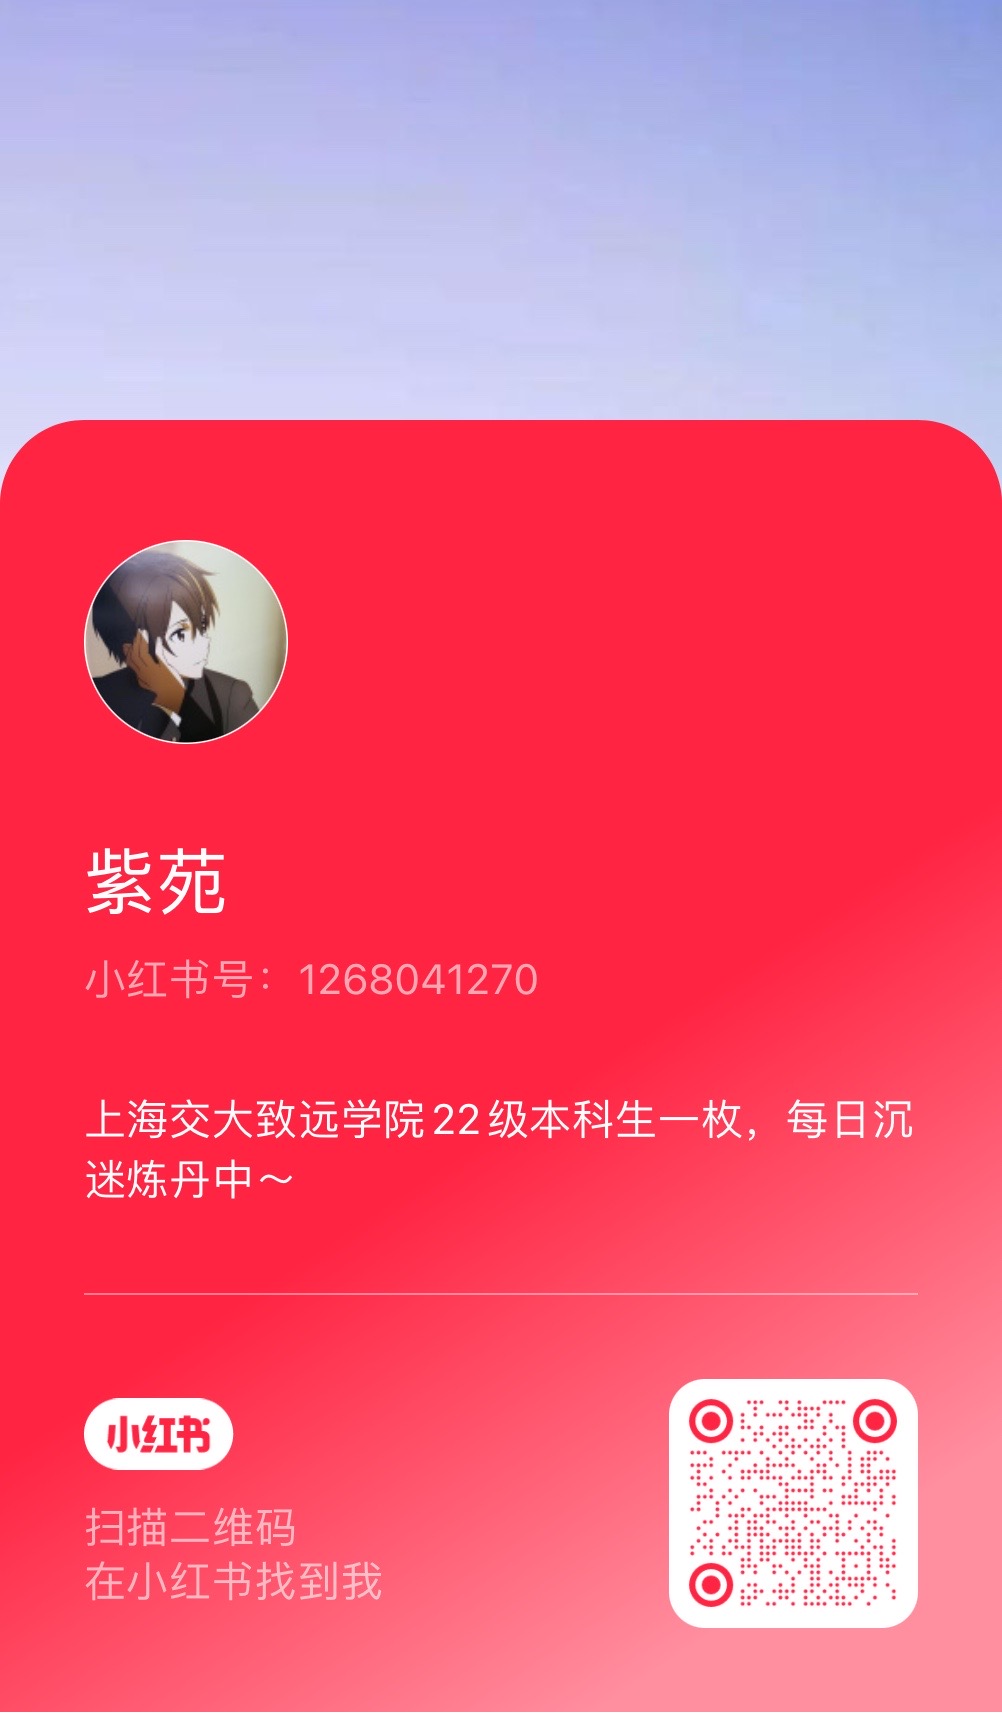 紫苑
小红书号：1268041270
上海交大致远学院22级本科生一枚，每日沉
迷炼丹中～
小红书
扫描二维码
在小红书找到我